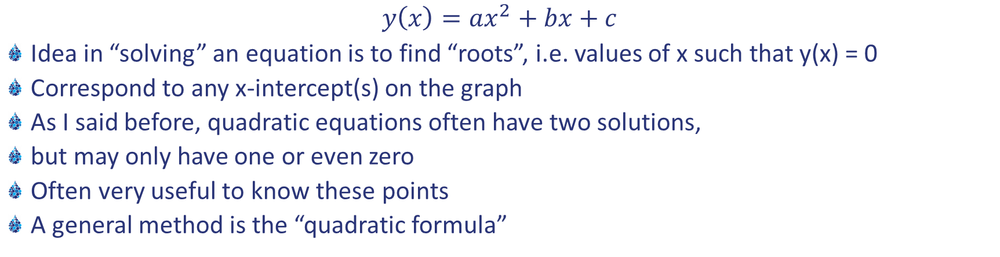 y(x) = ax² + bx + c
Idea in “solving” an equation is to find “roots”, i.e. values of x such that y(x) = 0
Correspond to any x-intercept(s) on the graph
As I said before, quadratic equations often have two solutions,
but may only have one or even zero
Often very useful to know these points
A general method is the “quadratic formula”